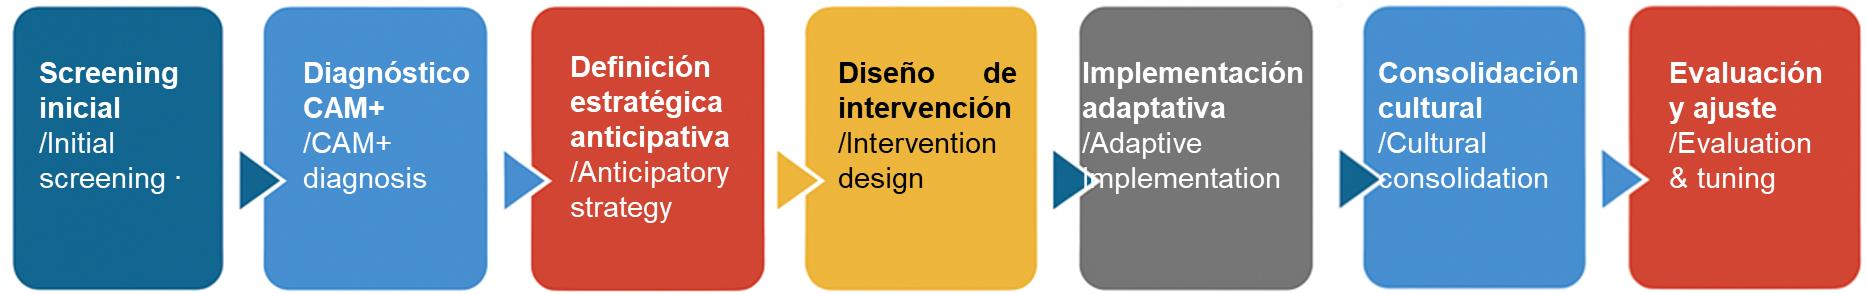 Screening
inicial
/Initial
screening ·
Diagnóstico
CAM+
/CAM+
diagnosis
Definición
estratégica
anticipativa
/Anticipatory
strategy
Diseño de
intervención
/Intervention
design
Implementación
adaptativa
/Adaptive
implementation
Consolidación
cultural
/Cultural
consolidation
Evaluación
y ajuste
/Evaluation
& tuning